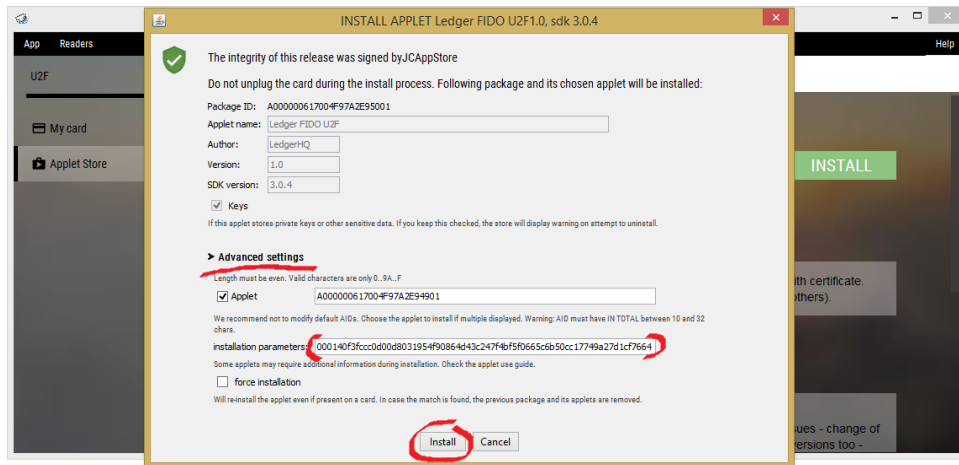 INSTALL APPLET Ledger FIDO U2F1.0, sdk 3.0.4
App Readers Help
U2F
My card
Applet Store
The integrity of this release was signed byJCAppStore
Do not unplug the card during the install process. Following package and its chosen applet will be installed:
Package ID: A000000617004F97A2E95001
Applet name: Ledger FIDO U2F
Author: LedgerHQ
Version: 1.0
SDK version: 3.0.4
Keys
If this applet stores private keys or other sensitive data. If you keep this checked, the store will display warning on attempt to uninstall.
Advanced settings
Length must be even. Valid characters are only 0..9A..F
Applet A000000617004F97A2E94901
We recommend not to modify default AIDs. Choose the applet to install if multiple displayed. Warning: AID must have IN TOTAL between 10 and 32
chars.
installation parameters: 000140f3fccc0d00d8031954f90864d43c247f4bf5f0665c6b50cc17749a27d1cf7664
Some applets may require additional information during installation. Check the applet use guide.
force installation
Will re-install the applet even if present on a card. In case the match is found, the previous package and its applets are removed.
Install Cancel
INSTALL
ith certificate.
thers).
ues - change of
ersions too -